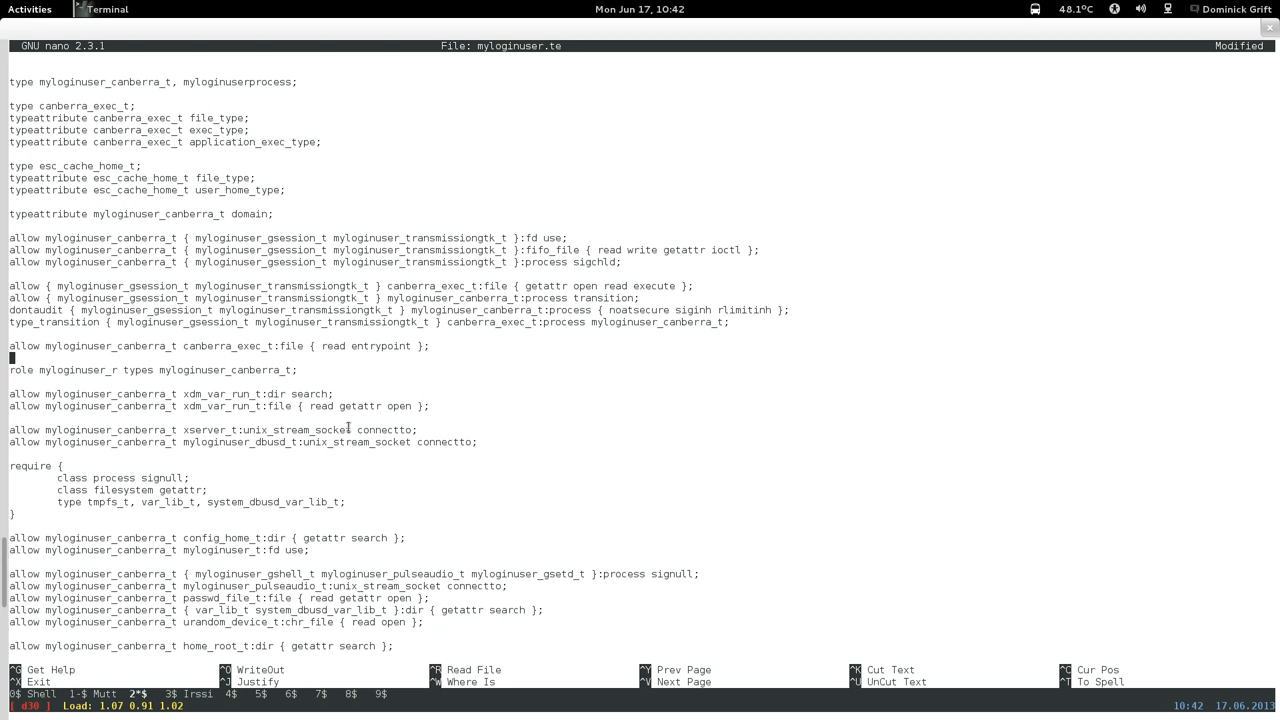 Activities Terminal Mon Jun 17, 10:42 48.1°C Dominick Grift
GNU nano 2.3.1 File: myloginuser.te Modified
type myloginuser_canberra_t, myloginuserprocess;
type canberra_exec_t;
typeattribute canberra_exec_t file_type;
typeattribute canberra_exec_t exec_type;
typeattribute canberra_exec_t application_exec_type;
type esc_cache_home_t;
typeattribute esc_cache_home_t file_type;
typeattribute esc_cache_home_t user_home_type;
typeattribute myloginuser_canberra_t domain;
allow myloginuser_canberra_t { myloginuser_gsession_t myloginuser_transmissiongtk_t }:fd use;
allow myloginuser_canberra_t { myloginuser_gsession_t myloginuser_transmissiongtk_t }:fifo_file { read write getattr ioctl };
allow myloginuser_canberra_t { myloginuser_gsession_t myloginuser_transmissiongtk_t }:process sigchld;
allow { myloginuser_gsession_t myloginuser_transmissiongtk_t } canberra_exec_t:file { getattr open read execute };
allow { myloginuser_gsession_t myloginuser_transmissiongtk_t } myloginuser_canberra_t:process transition;
dontaudit { myloginuser_gsession_t myloginuser_transmissiongtk_t } myloginuser_canberra_t:process { noatsecure siginh rlimitinh };
type_transition { myloginuser_gsession_t myloginuser_transmissiongtk_t } canberra_exec_t:process myloginuser_canberra_t;
allow myloginuser_canberra_t canberra_exec_t:file { read entrypoint };
role myloginuser_r types myloginuser_canberra_t;
allow myloginuser_canberra_t xdm_var_run_t:dir search;
allow myloginuser_canberra_t xdm_var_run_t:file { read getattr open };
allow myloginuser_canberra_t xserver_t:unix_stream_socket connectto;
allow myloginuser_canberra_t myloginuser_dbusd_t:unix_stream_socket connectto;
require {
class process signull;
class filesystem getattr;
type tmpfs_t, var_lib_t, system_dbusd_var_lib_t;
}
allow myloginuser_canberra_t config_home_t:dir { getattr search };
allow myloginuser_canberra_t myloginuser_t:fd use;
allow myloginuser_canberra_t { myloginuser_gshell_t myloginuser_pulseaudio_t myloginuser_gsetd_t }:process signull;
allow myloginuser_canberra_t myloginuser_pulseaudio_t:unix_stream_socket connectto;
allow myloginuser_canberra_t passwd_file_t:file { read getattr open };
allow myloginuser_canberra_t { var_lib_t system_dbusd_var_lib_t }:dir { getattr search };
allow myloginuser_canberra_t urandom_device_t:chr_file { read open };
allow myloginuser_canberra_t home_root_t:dir { getattr search };
^G Get Help ^O WriteOut ^R Read File ^Y Prev Page ^K Cut Text ^C Cur Pos
^X Exit ^J Justify ^W Where Is ^V Next Page ^U UnCut Text ^T To Spell
0$ Shell 1-$ Mutt 2*$ 3$ Irssi 4$ 5$ 6$ 7$ 8$ 9$
[ d30 ] Load: 1.07 0.91 1.02 10:42 17.06.2013